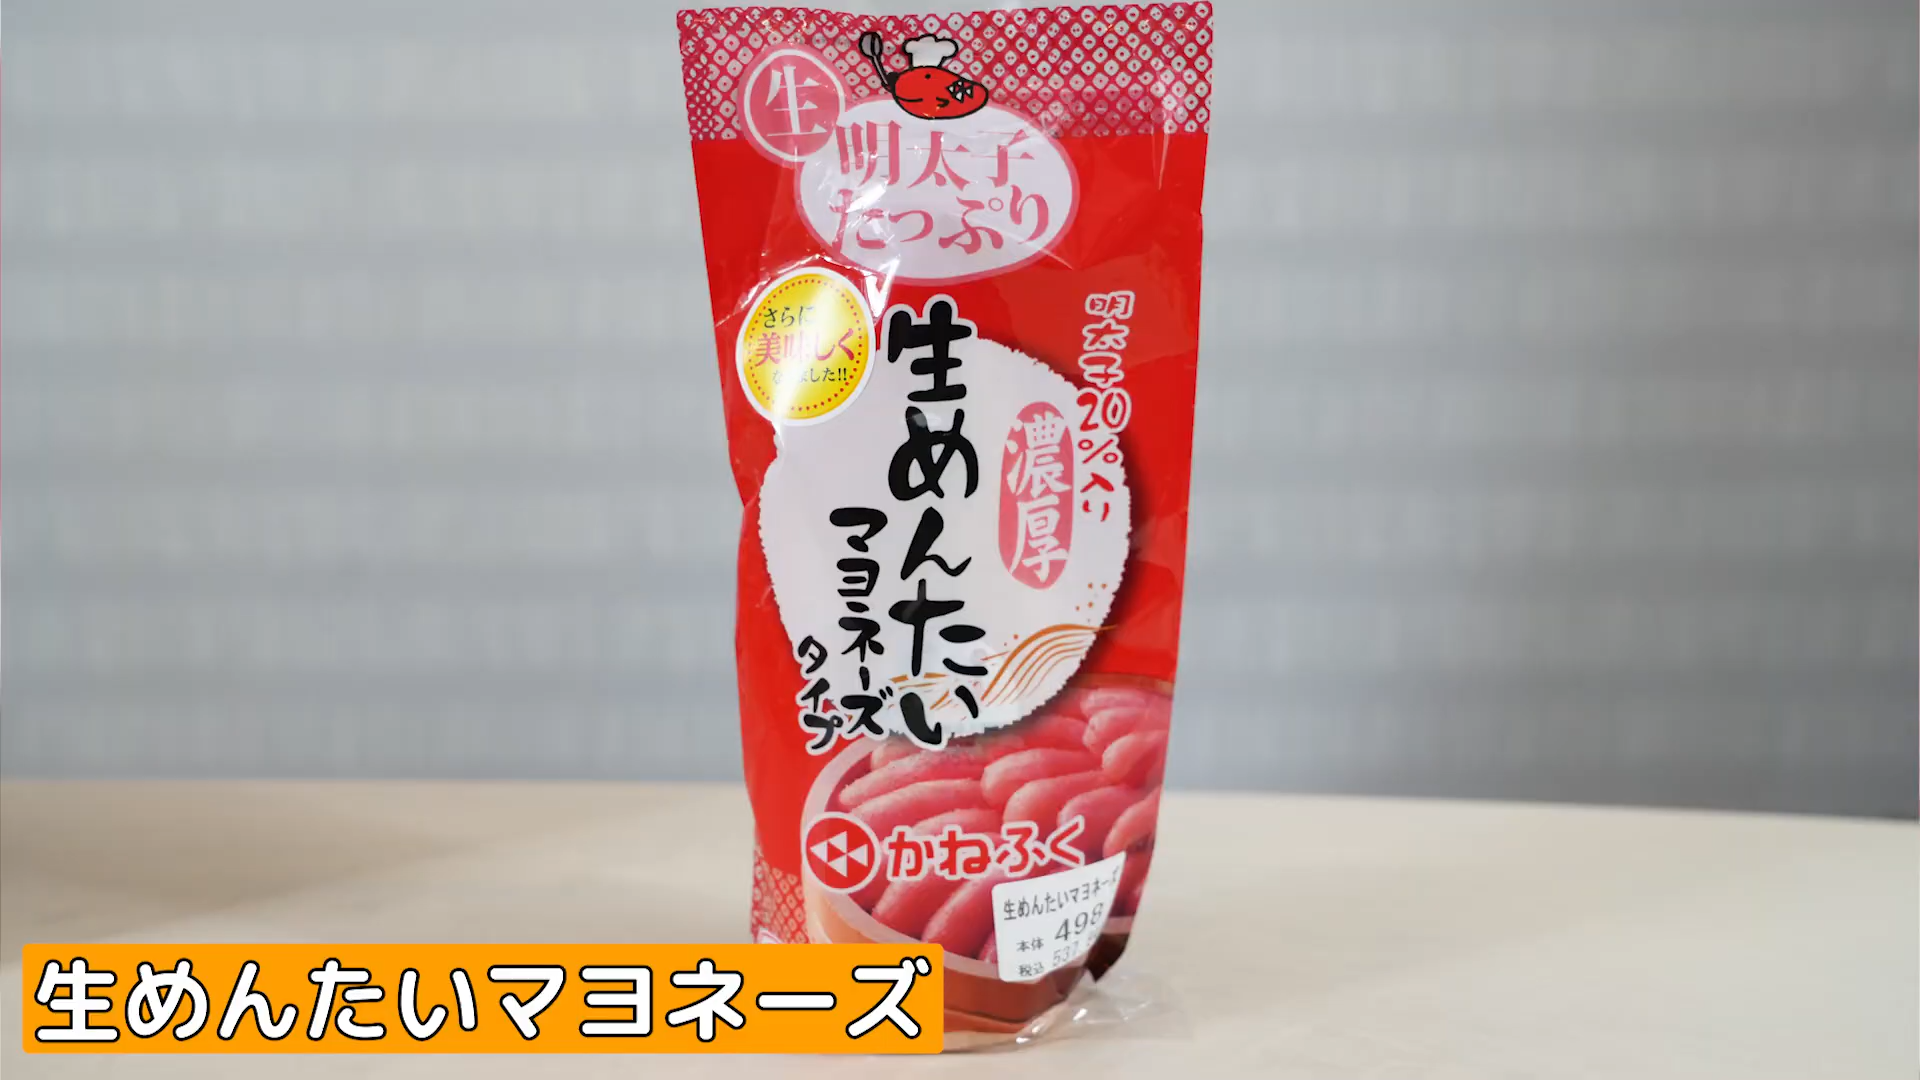 生
明太子
たっぷり
さらに
美味しく
なりました!!
明太子20%入り
濃厚
生めんたい
マヨネーズ
タイプ
かねふく
生めんたいマヨネーズ
本体 498
税込 537
生めんたいマヨネーズ